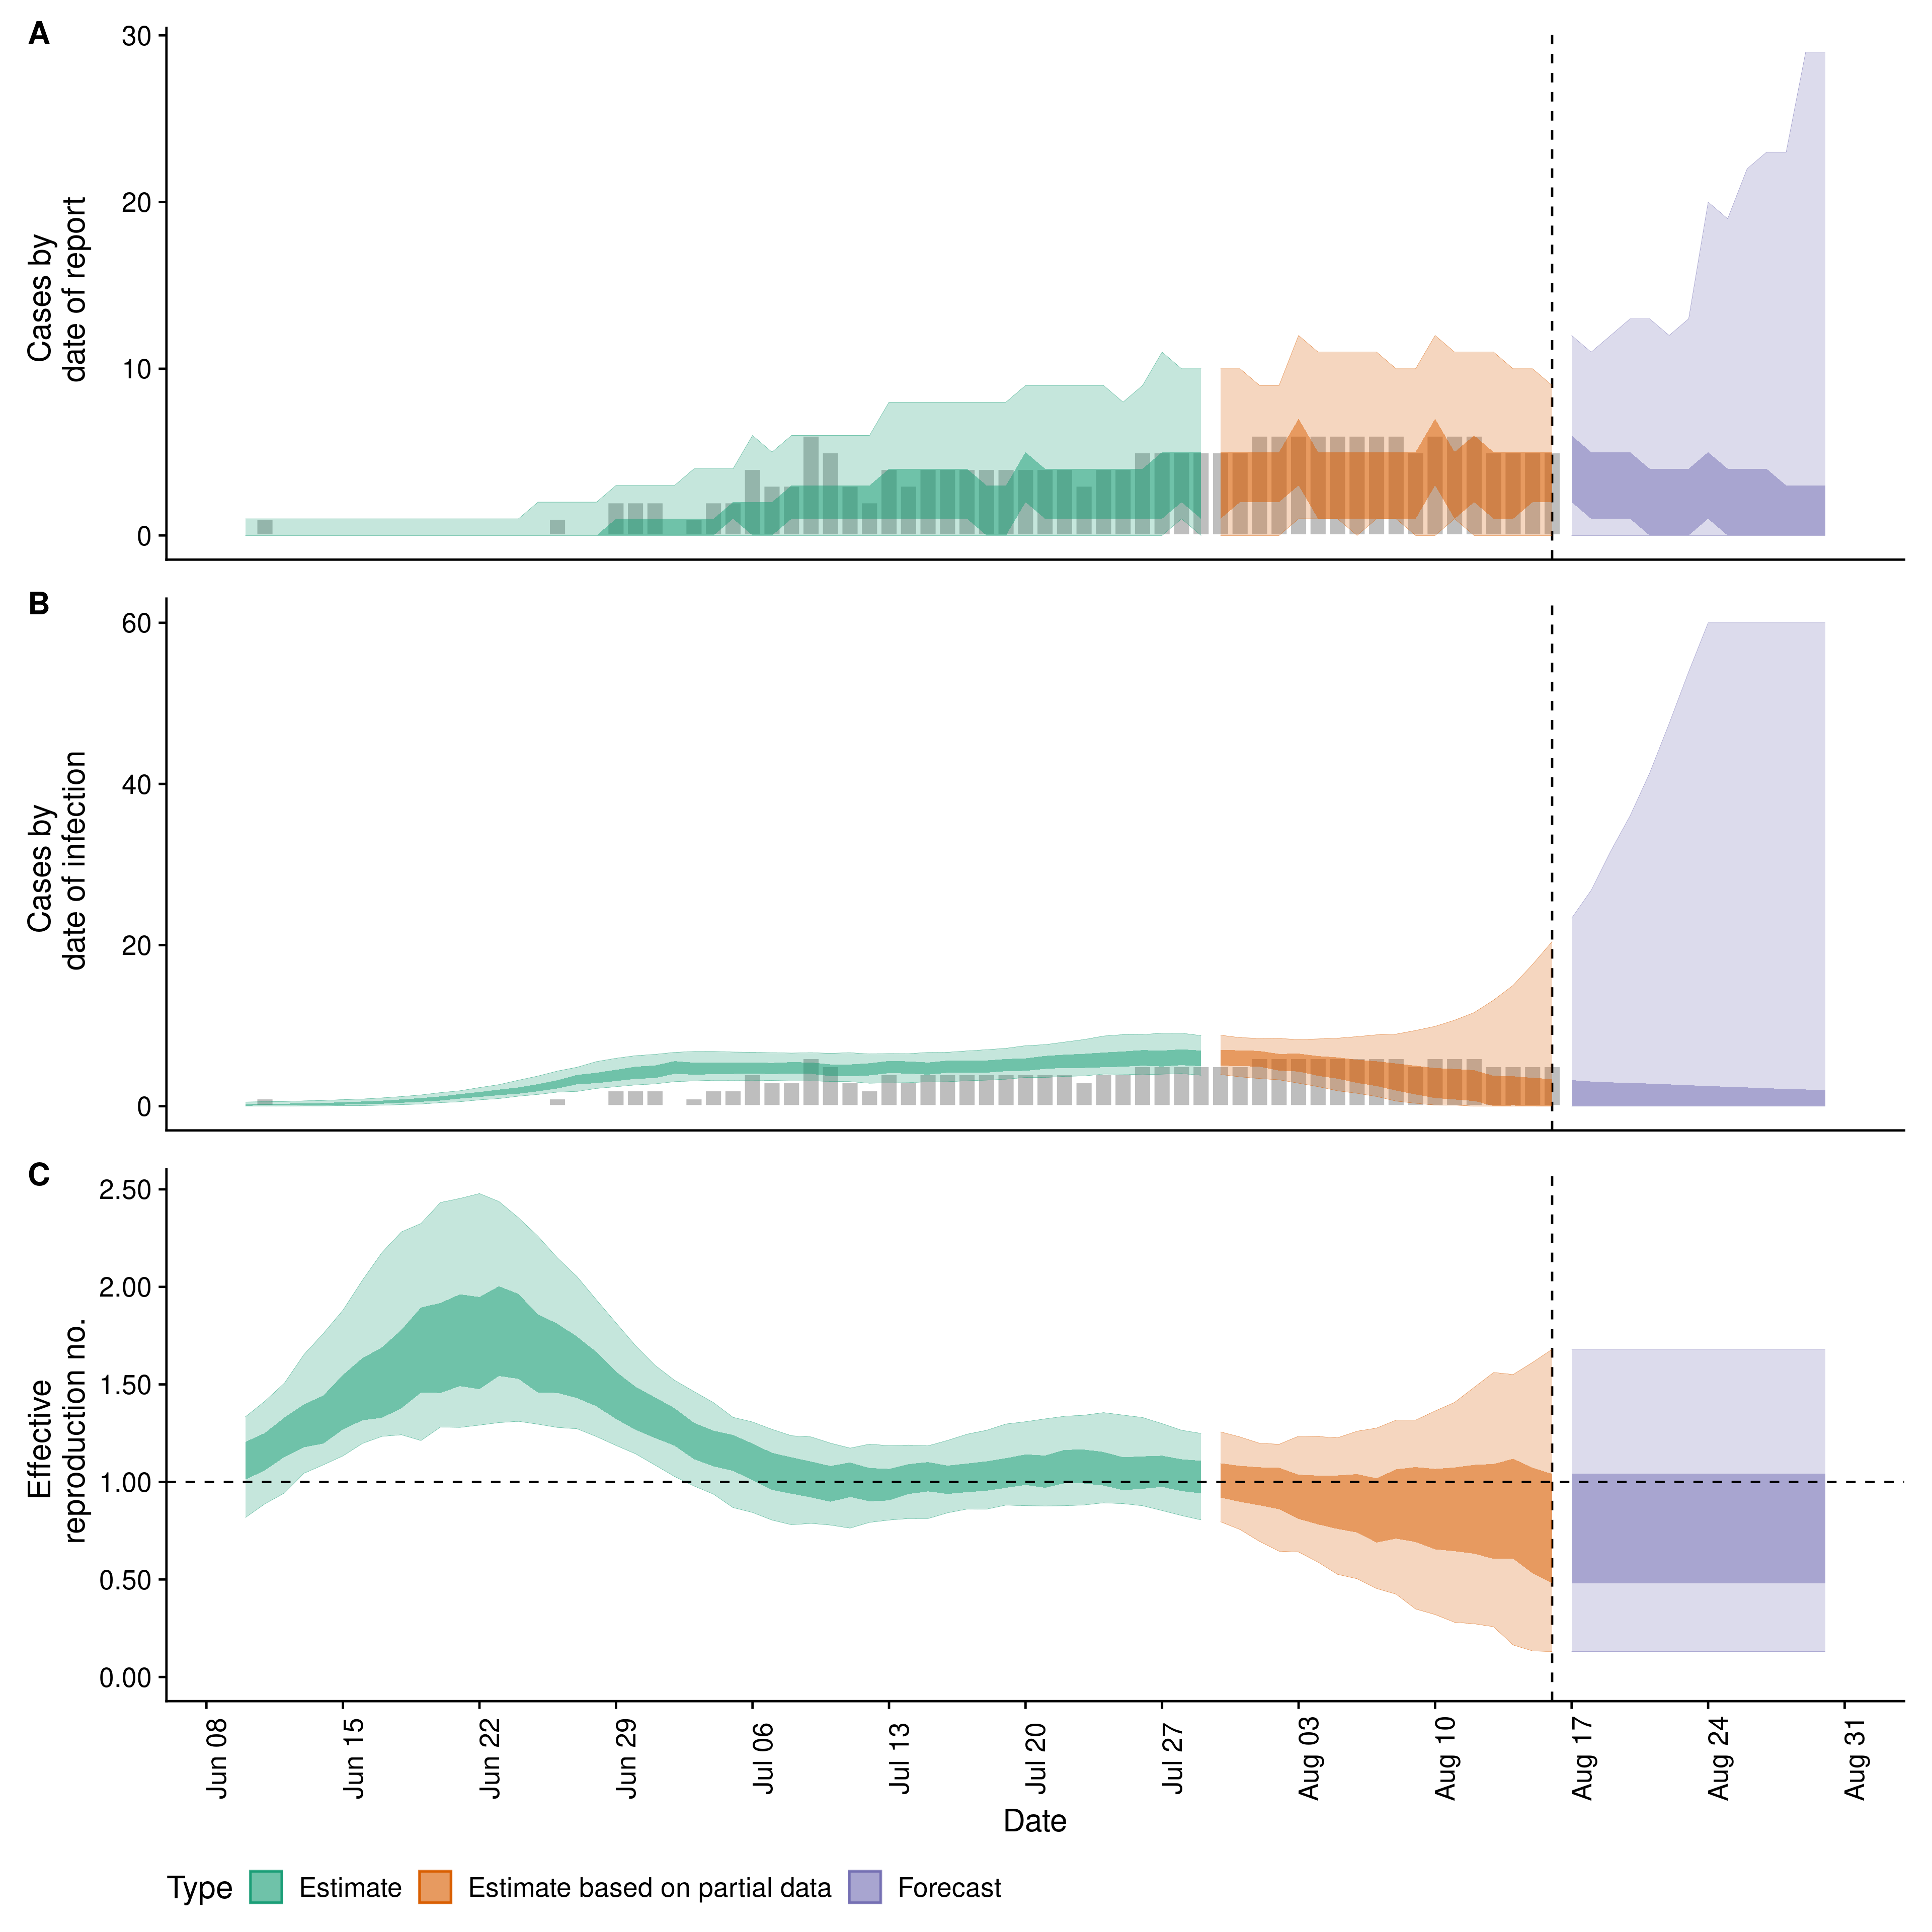 A
30
20
10
0
Cases by
date of report
B
60
40
20
0
Cases by
date of infection
C
2.50
2.00
1.50
1.00
0.50
0.00
Effective
reproduction no.
Jun 08
Jun 15
Jun 22
Jun 29
Jul 06
Jul 13
Jul 20
Jul 27
Aug 03
Aug 10
Aug 17
Aug 24
Aug 31
Date
Type Estimate Estimate based on partial data Forecast